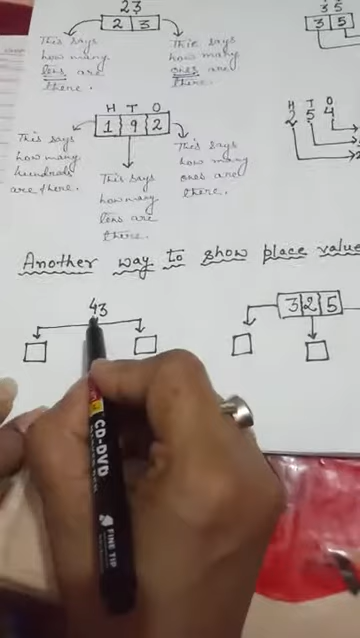 23
2 3
This says
how many
tens are
there.
This says
how many
ones are
there.
3 5
3 5
H T O
1 9 2
This says
how many
hundreds
are there.
This says
how many
tens are
there.
This says
how many
ones are
there.
H T O
2 5 4
Another way to show place value
43
3 2 5
CD-DVD
FINE TIP